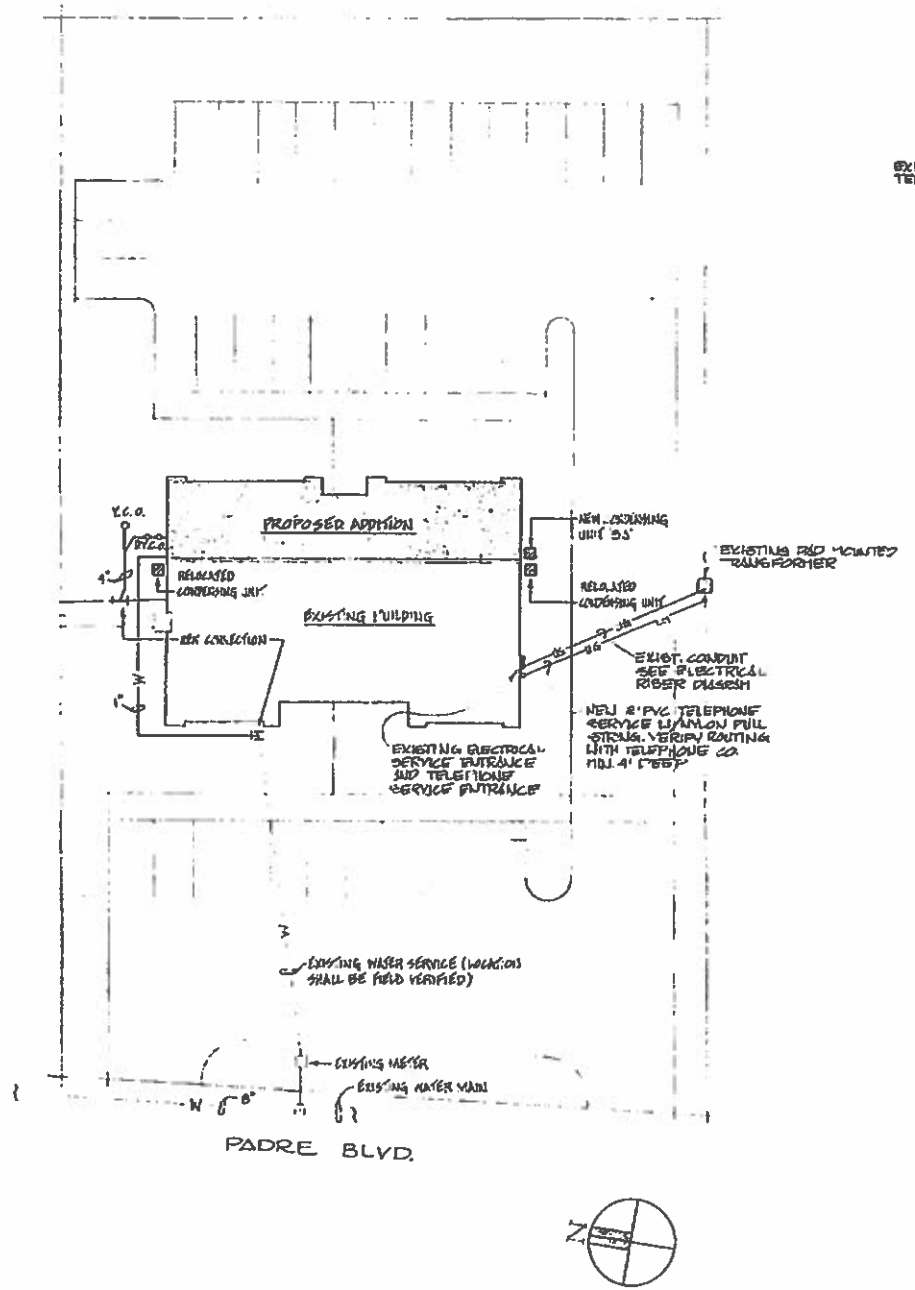 Y.C.O.
PROPOSED ADDITION
NEW CONDENSING
UNIT
EXISTING PAD MOUNTED
TRANSFORMER
4"
RELOCATED
CONDENSING UNIT
RELOCATED
CONDENSING UNIT
EXISTING BUILDING
EXIST. CONDUIT
SEE ELECTRICAL
RISER DIAGRAM
W
NEW 2" PVC TELEPHONE
SERVICE W/NYLON PULL
STRING. VERIFY ROUTING
WITH TELEPHONE CO.
MIN. 4' DEEP
EXISTING ELECTRICAL
SERVICE ENTRANCE
AND TELEPHONE
SERVICE ENTRANCE
W
EXISTING WATER SERVICE (LOCATION
SHALL BE FIELD VERIFIED)
EXISTING METER
EXISTING WATER MAIN
W 8"
PADRE BLVD.
N